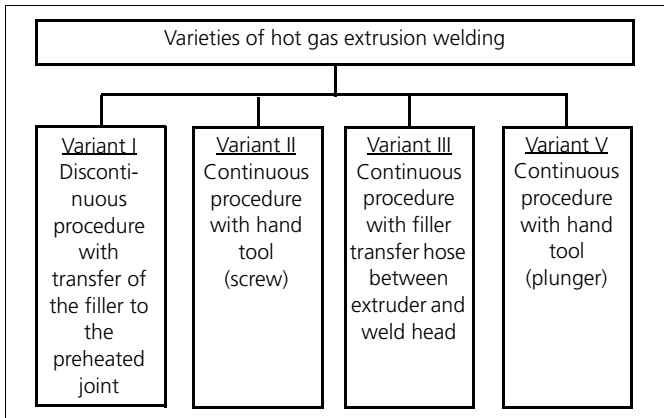 Varieties of hot gas extrusion welding
Variant I
Disconti-
nuous
procedure
with
transfer of
the filler to
the
preheated
joint
Variant II
Continuous
procedure
with hand
tool
(screw)
Variant III
Continuous
procedure
with filler
transfer hose
between
extruder and
weld head
Variant V
Continuous
procedure
with hand
tool
(plunger)